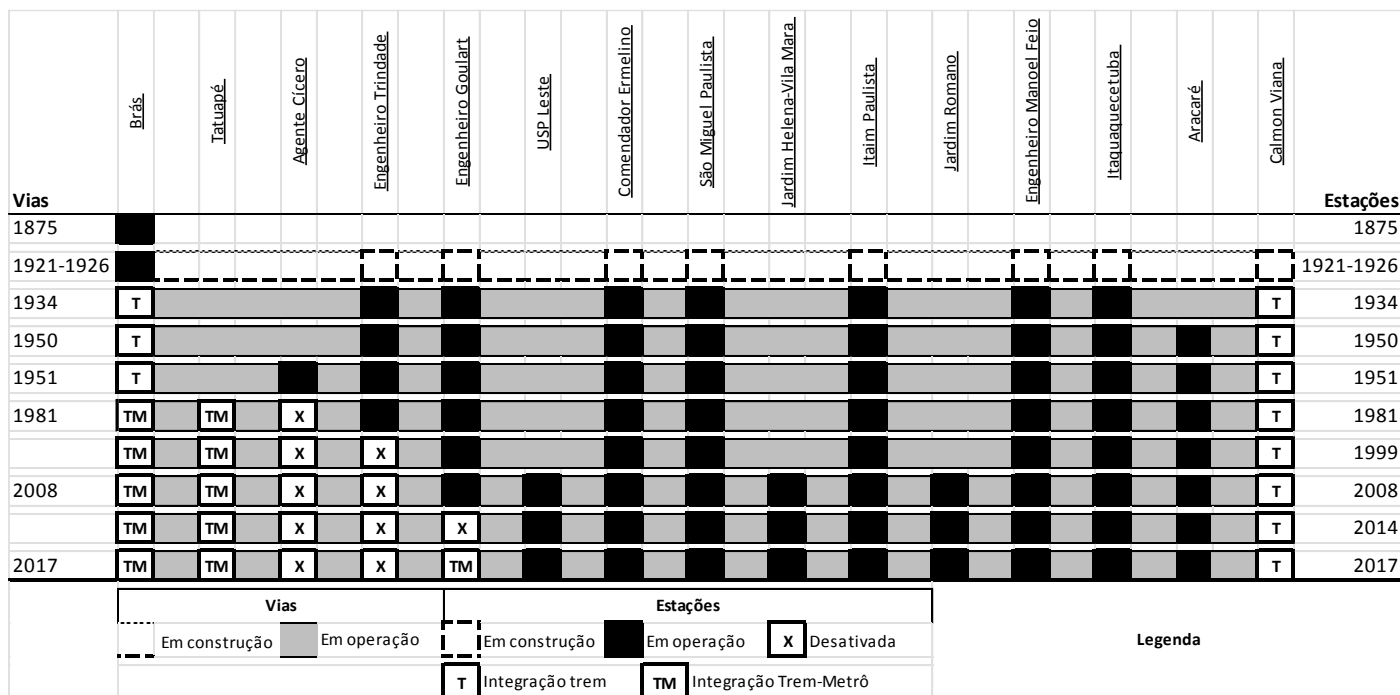 Brás
Tatuapé
Agente Cícero
Engenheiro Trindade
Engenheiro Goulart
USP Leste
Comendador Ermelino
São Miguel Paulista
Jardim Helena-Vila Mara
Itaim Paulista
Jardim Romano
Engenheiro Manoel Feio
Itaquaquecetuba
Aracaré
Calmon Viana
Vias Estações
1875 1875
1921-1926 1921-1926
1934 T T 1934
1950 T T 1950
1951 T T 1951
1981 TM TM X T 1981
TM TM X X T 1999
2008 TM TM X X T 2008
TM TM X X X T 2014
2017 TM TM X X TM T 2017
Vias Estações
Em construção Em operação Em construção Em operação X Desativada Legenda
T Integração trem TM Integração Trem-Metrô